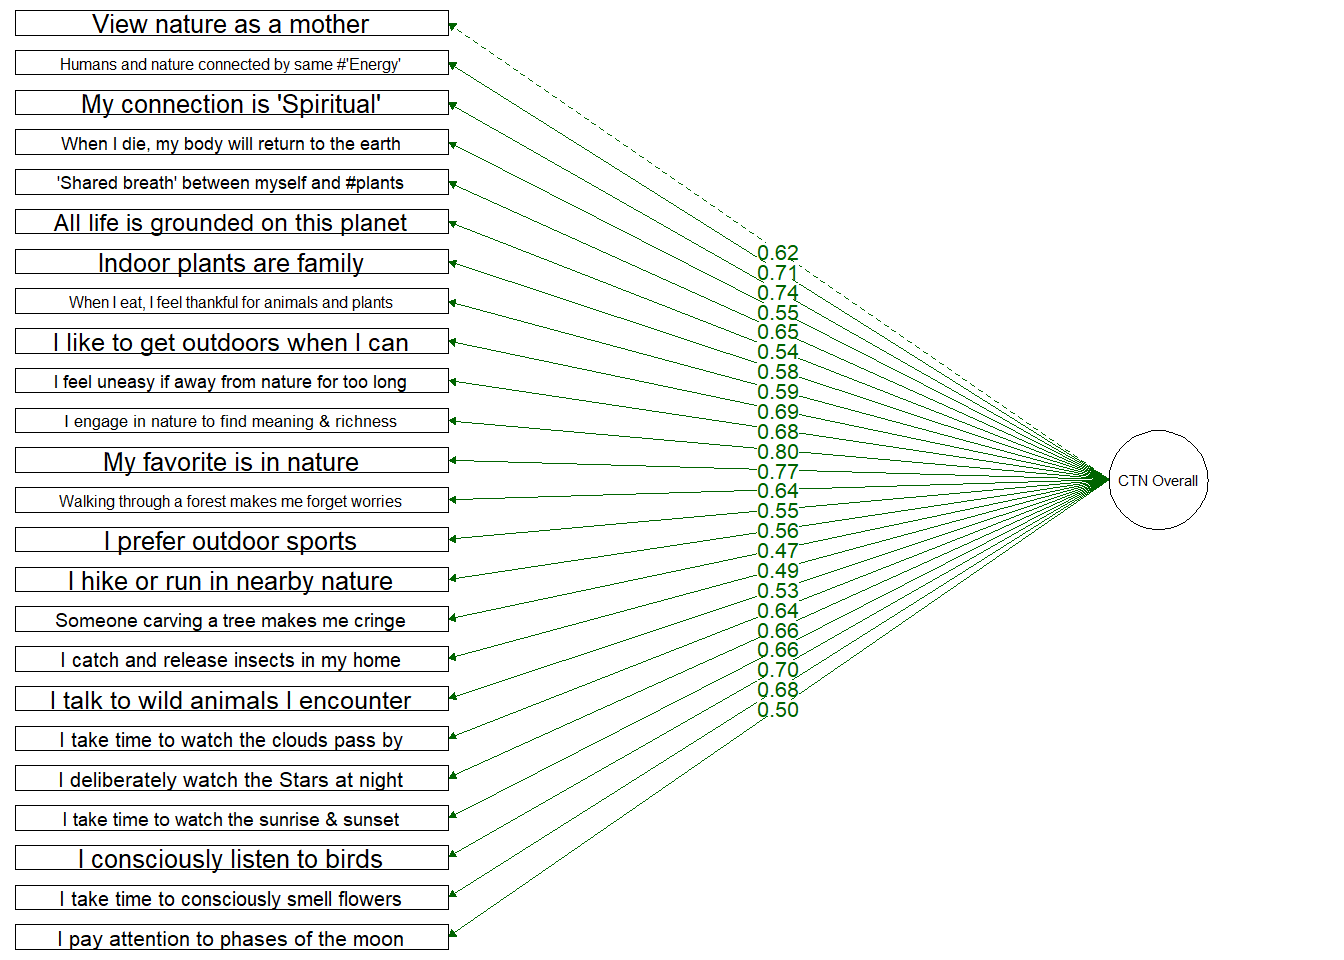 View nature as a mother
Humans and nature connected by same #'Energy'
My connection is 'Spiritual'
When I die, my body will return to the earth
'Shared breath' between myself and #plants
All life is grounded on this planet
Indoor plants are family
When I eat, I feel thankful for animals and plants
I like to get outdoors when I can
I feel uneasy if away from nature for too long
I engage in nature to find meaning & richness
My favorite is in nature
Walking through a forest makes me forget worries
I prefer outdoor sports
I hike or run in nearby nature
Someone carving a tree makes me cringe
I catch and release insects in my home
I talk to wild animals I encounter
I take time to watch the clouds pass by
I deliberately watch the Stars at night
I take time to watch the sunrise & sunset
I consciously listen to birds
I take time to consciously smell flowers
I pay attention to phases of the moon
0.62
0.71
0.74
0.55
0.65
0.54
0.58
0.59
0.69
0.68
0.80
0.77
0.64
0.55
0.56
0.47
0.49
0.53
0.64
0.66
0.66
0.70
0.68
0.50
CTN Overall